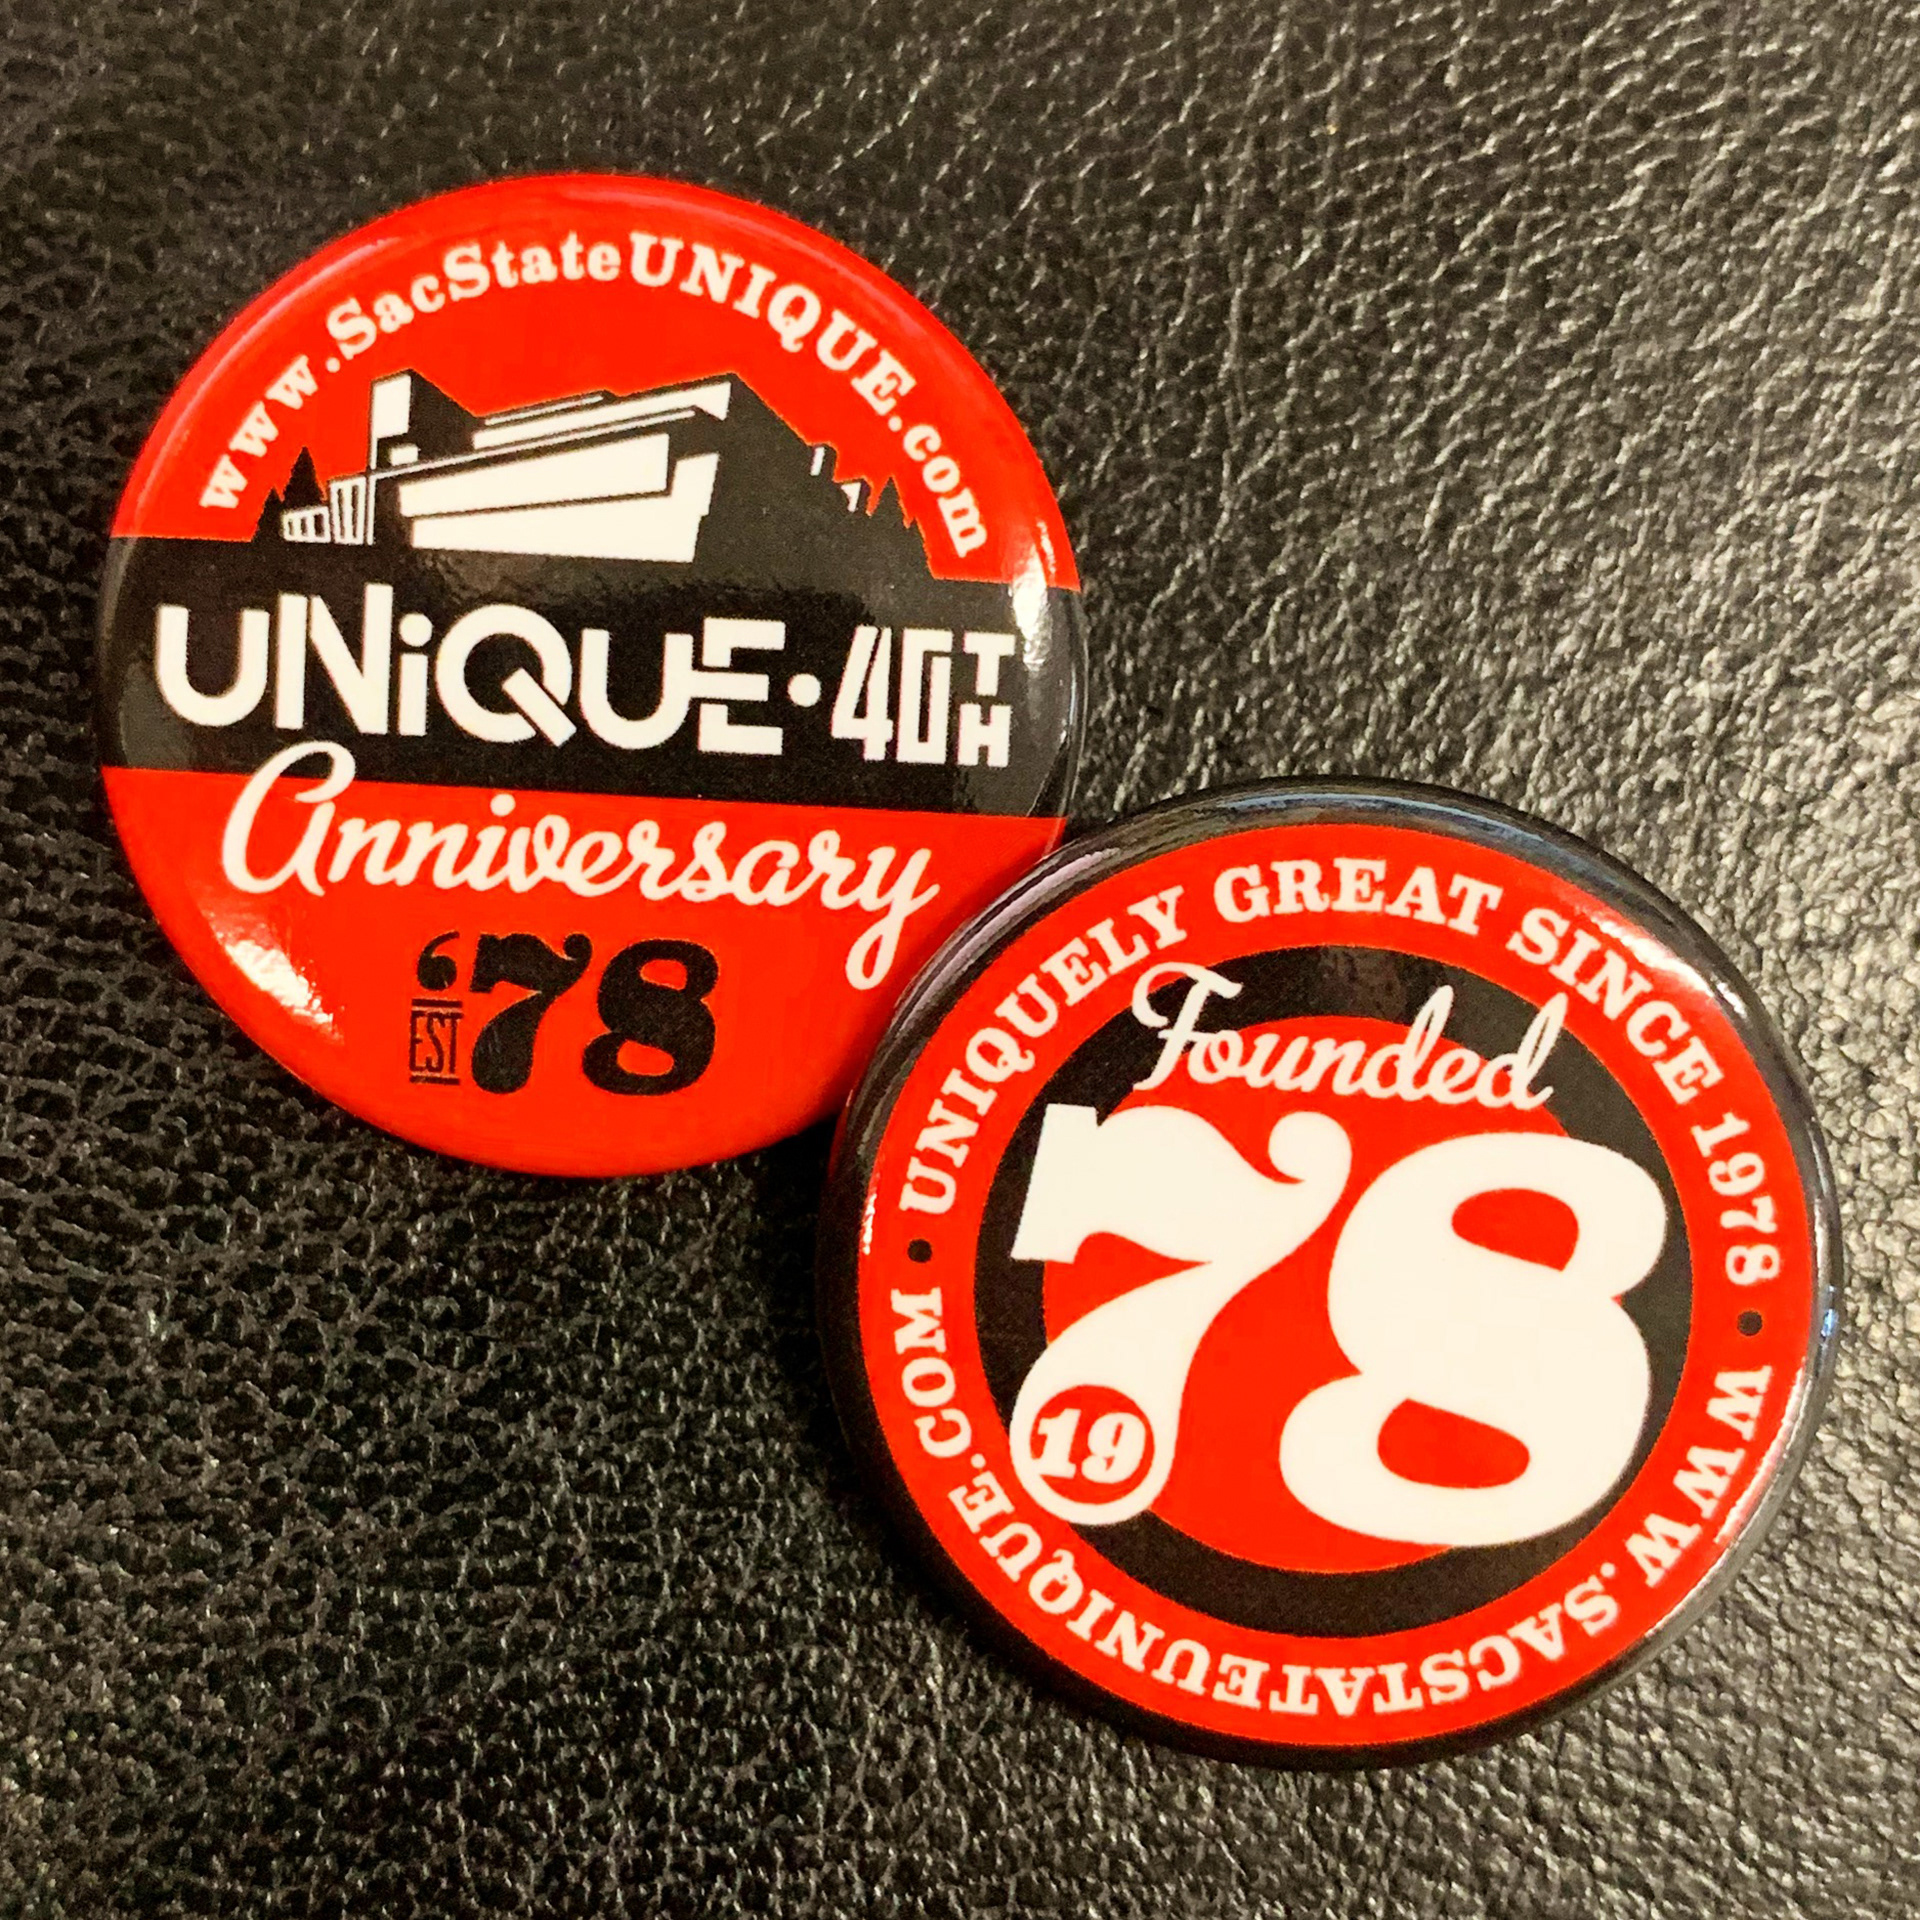 www.SacStateUNIQUE.com
UNiQUE·40TH
Anniversary
EST '78
UNIQUELY GREAT SINCE 1978 •
WWW.SACSTATEUNIQUE.COM •
Founded
78
19